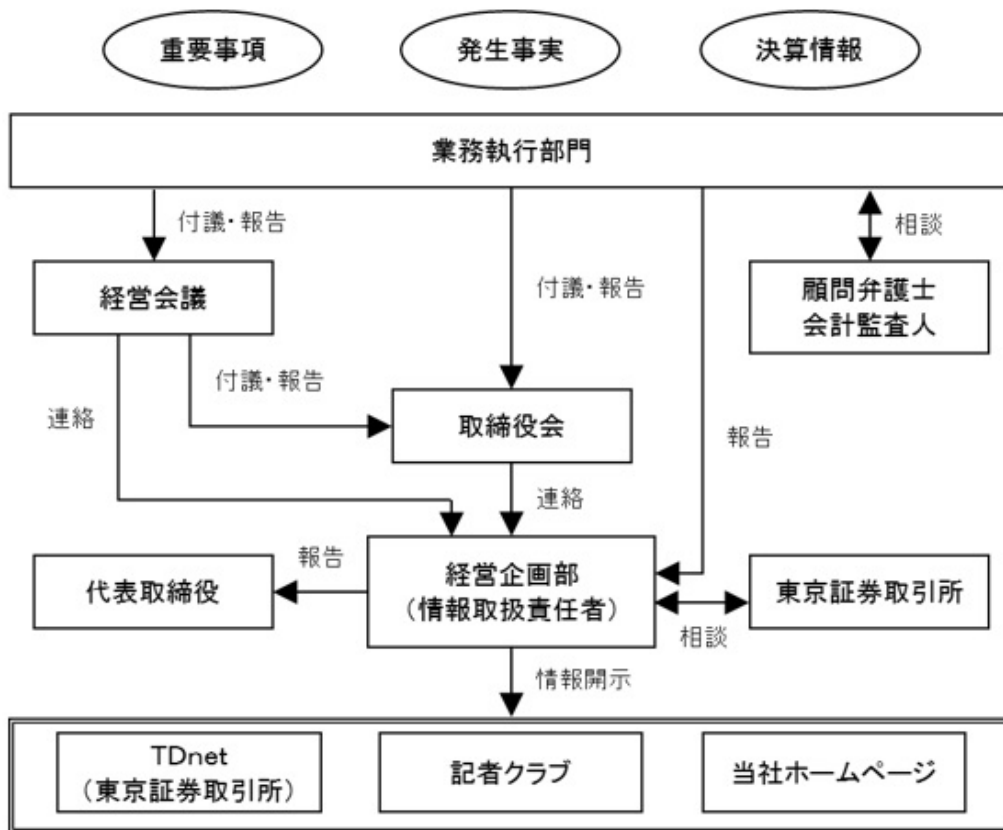 重要事項
発生事実
決算情報
業務執行部門
付議・報告
相談
経営会議
付議・報告
顧問弁護士
会計監査人
付議・報告
連絡
取締役会
報告
連絡
報告
代表取締役
経営企画部
（情報取扱責任者）
東京証券取引所
相談
情報開示
TDnet
（東京証券取引所）
記者クラブ
当社ホームページ